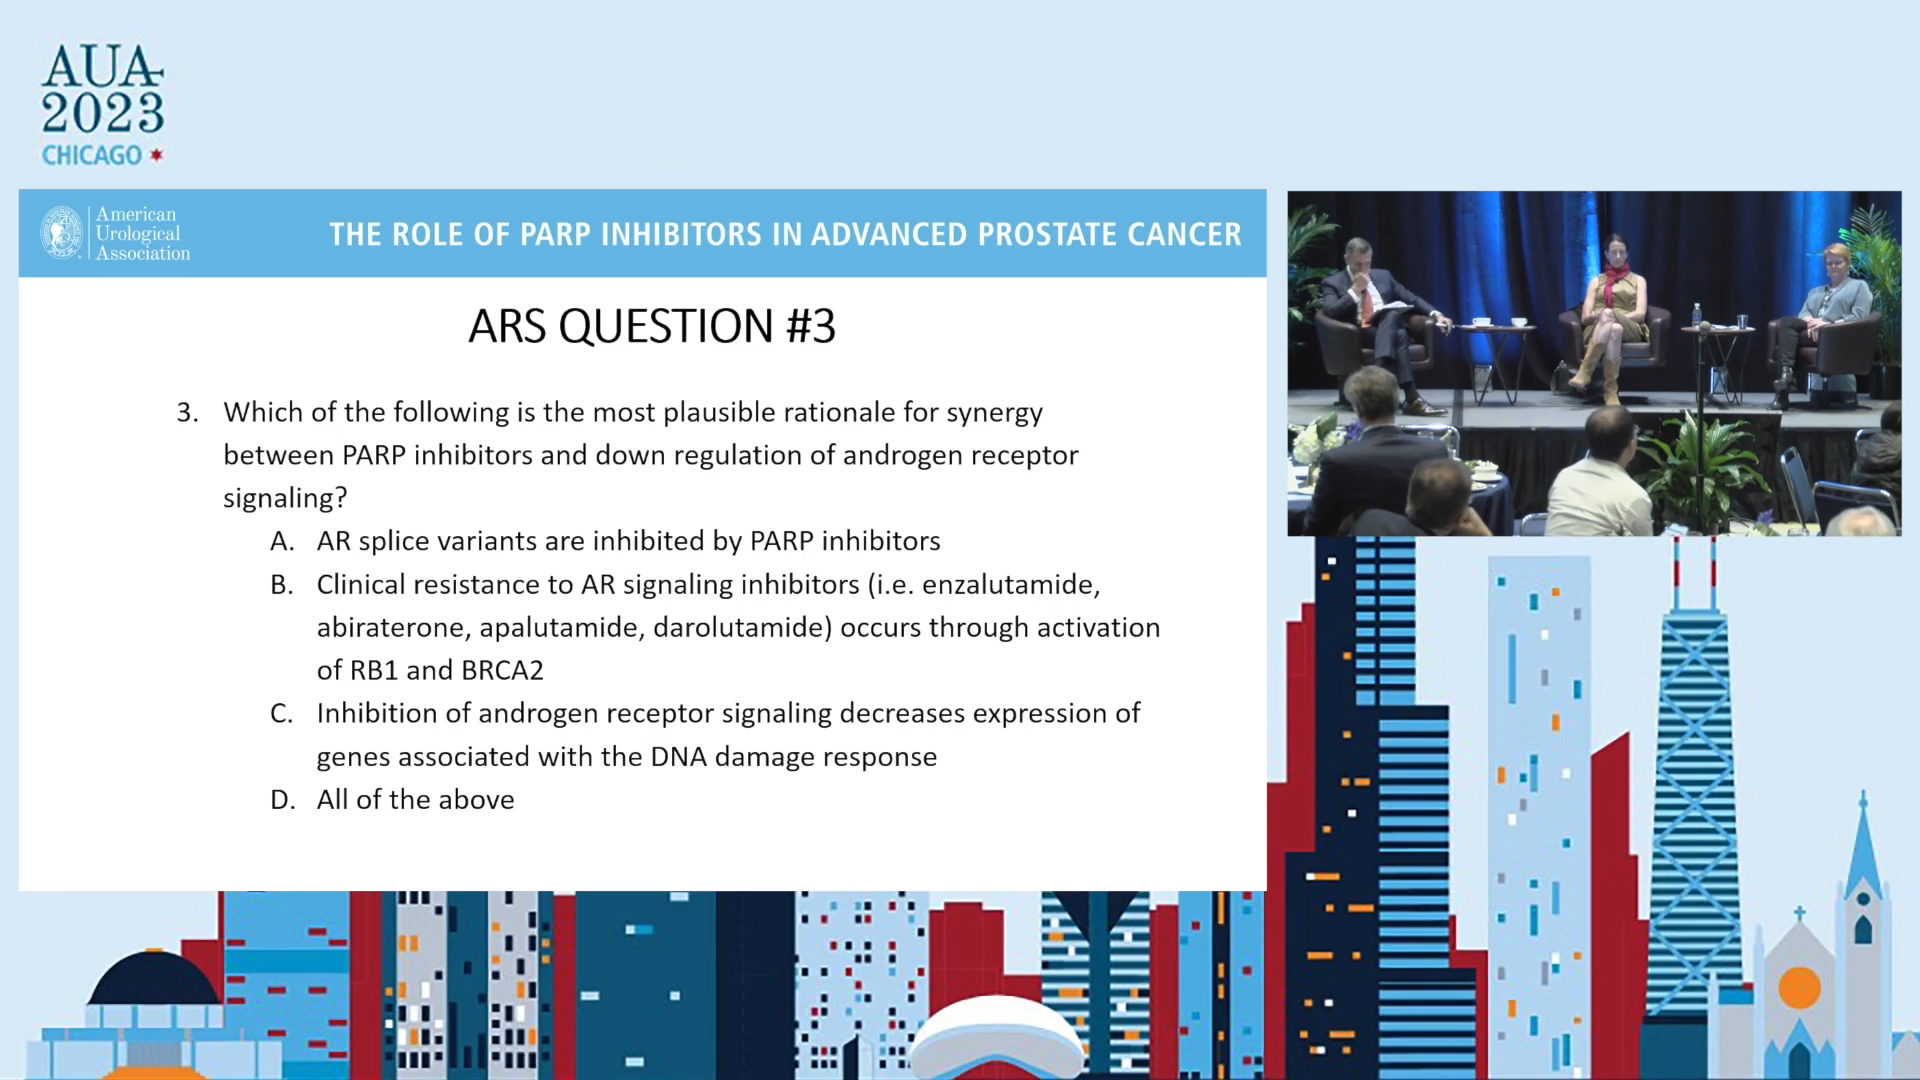 AUA
2023
CHICAGO
American
Urological
Association
THE ROLE OF PARP INHIBITORS IN ADVANCED PROSTATE CANCER
ARS QUESTION #3
3. Which of the following is the most plausible rationale for synergy
between PARP inhibitors and down regulation of androgen receptor
signaling?
A. AR splice variants are inhibited by PARP inhibitors
B. Clinical resistance to AR signaling inhibitors (i.e. enzalutamide,
abiraterone, apalutamide, darolutamide) occurs through activation
of RB1 and BRCA2
C. Inhibition of androgen receptor signaling decreases expression of
genes associated with the DNA damage response
D. All of the above